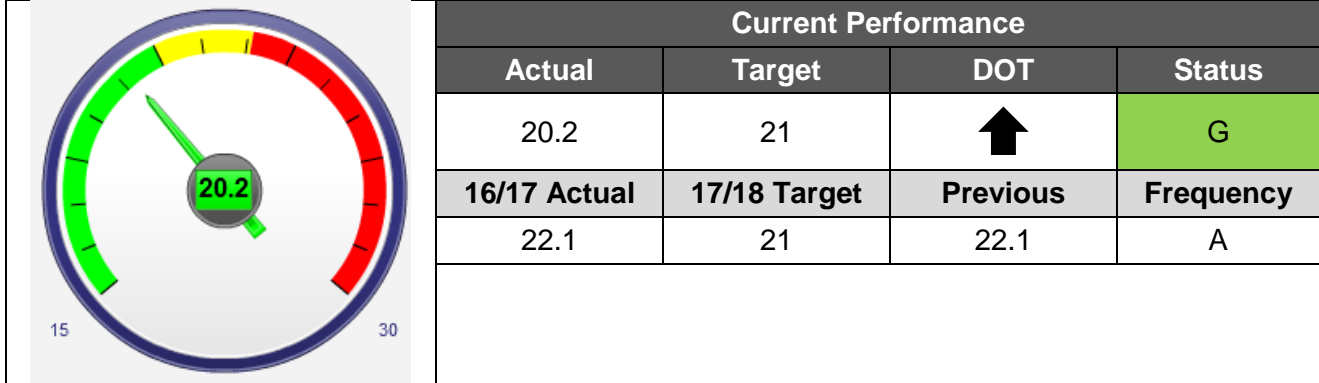 20.2
15 30
Current Performance
Actual Target DOT Status
20.2 21 G
16/17 Actual 17/18 Target Previous Frequency
22.1 21 22.1 A